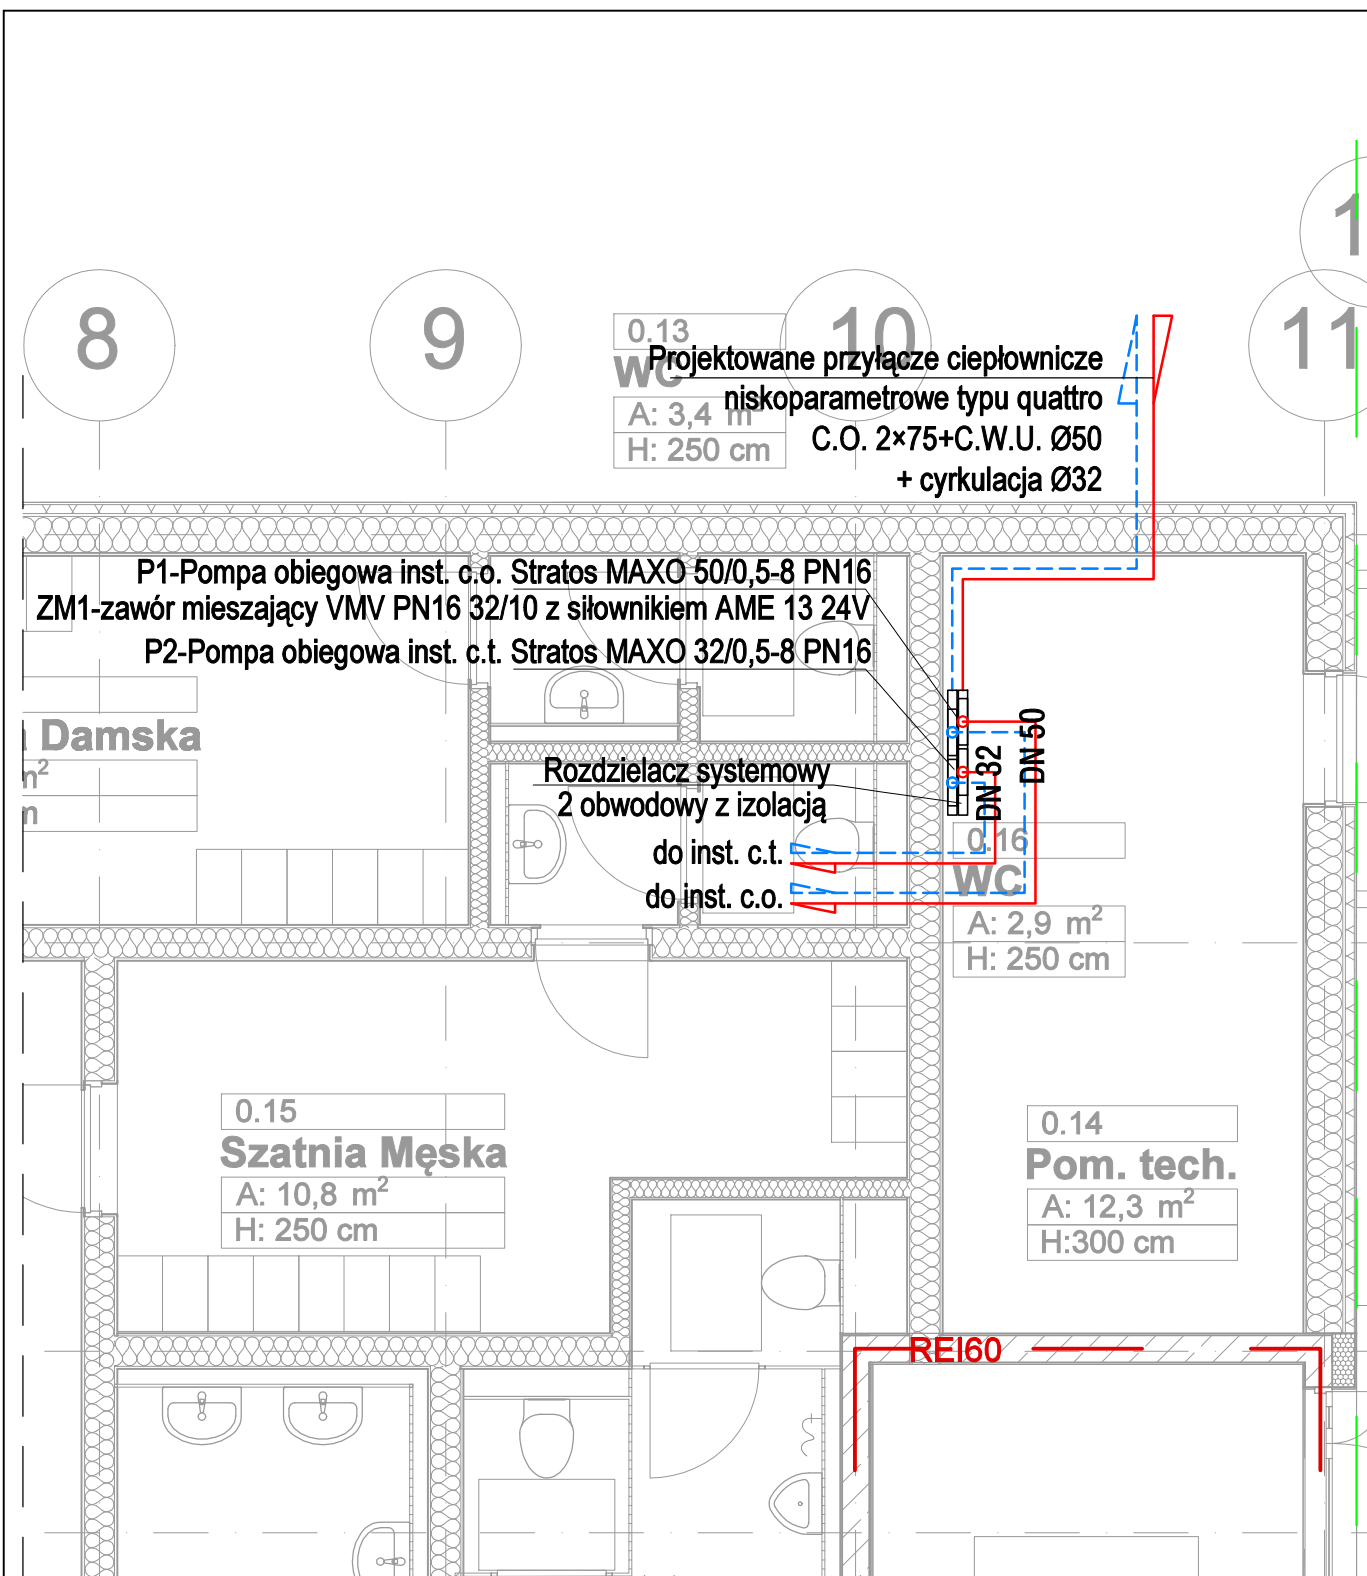 1
8
9
10
11
0.13
WC
A: 3,4 m²
H: 250 cm
Projektowane przyłącze ciepłownicze
niskoparametrowe typu quattro
C.O. 2×75+C.W.U. Ø50
+ cyrkulacja Ø32
P1-Pompa obiegowa inst. c.o. Stratos MAXO 50/0,5-8 PN16
ZM1-zawór mieszający VMV PN16 32/10 z siłownikiem AME 13 24V
P2-Pompa obiegowa inst. c.t. Stratos MAXO 32/0,5-8 PN16
Damska
m²
m
Rozdzielacz systemowy
2 obwodowy z izolacją
do inst. c.t.
do inst. c.o.
DN 32
DN 50
0.16
WC
A: 2,9 m²
H: 250 cm
0.15
Szatnia Męska
A: 10,8 m²
H: 250 cm
0.14
Pom. tech.
A: 12,3 m²
H:300 cm
REI60